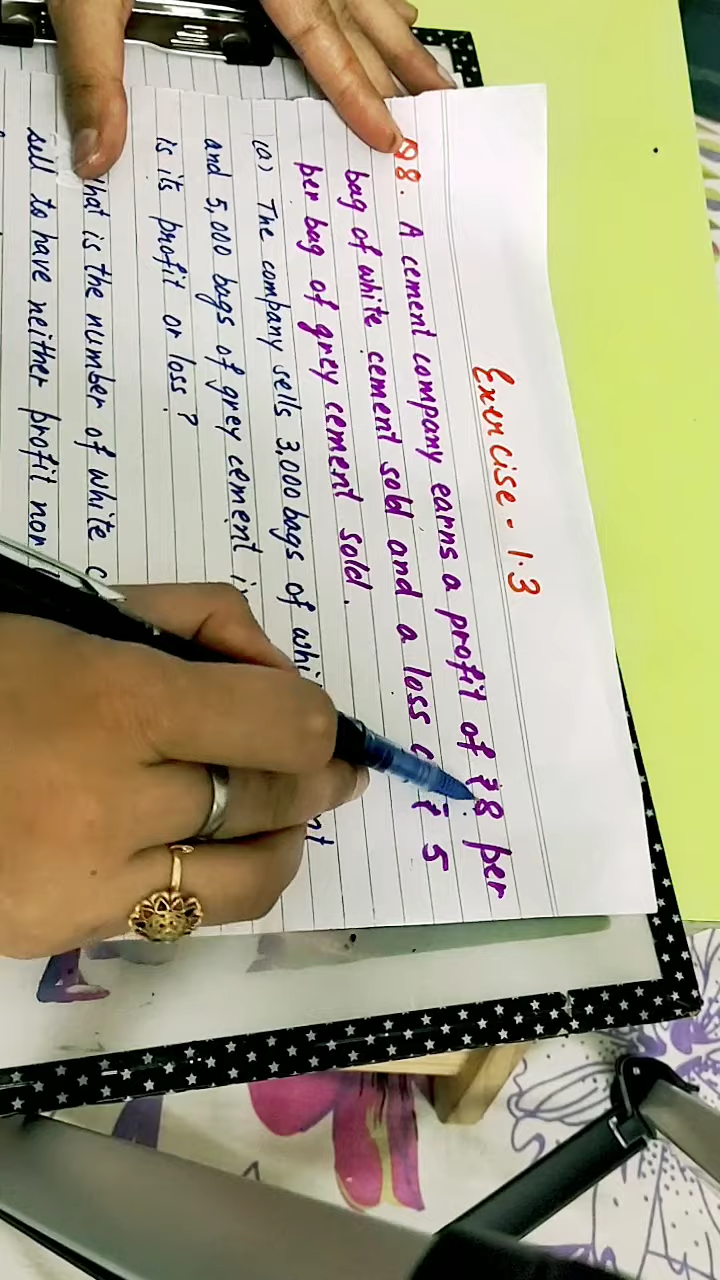 Exercise - 1.3
Q8. A cement company earns a profit of ₹8 per
bag of white cement sold and a loss ₹ 5
per bag of grey cement sold.
(a) The company sells 3,000 bags of
and 5,000 bags of grey cement
is its profit or loss?
is the number of white
sell to have neither profit nor